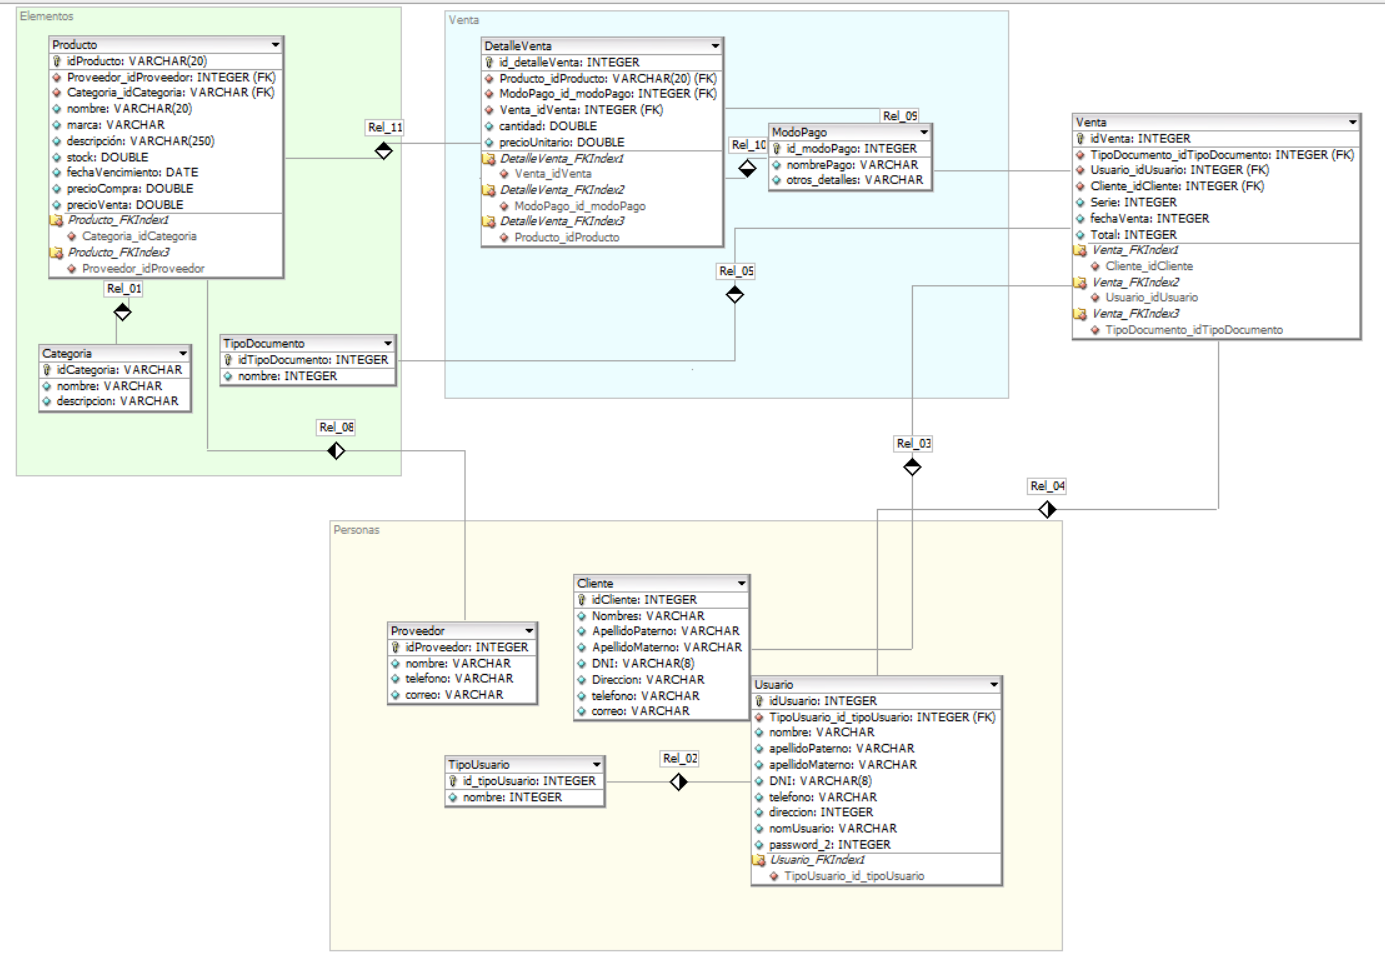 Elementos
Producto
idProducto: VARCHAR(20)
Proveedor_idProveedor: INTEGER (FK)
Categoria_idCategoria: VARCHAR (FK)
nombre: VARCHAR(20)
marca: VARCHAR
descripción: VARCHAR(250)
stock: DOUBLE
fechaVencimiento: DATE
precioCompra: DOUBLE
precioVenta: DOUBLE
Producto_FKIndex1
Categoria_idCategoria
Producto_FKIndex3
Proveedor_idProveedor
Rel_01
Categoria
idCategoria: VARCHAR
nombre: VARCHAR
descripcion: VARCHAR
TipoDocumento
idTipoDocumento: INTEGER
nombre: INTEGER
Rel_08
Rel_11
Venta
DetalleVenta
id_detalleVenta: INTEGER
Producto_idProducto: VARCHAR(20) (FK)
ModoPago_id_modoPago: INTEGER (FK)
Venta_idVenta: INTEGER (FK)
cantidad: DOUBLE
precioUnitario: DOUBLE
DetalleVenta_FKIndex1
Venta_idVenta
DetalleVenta_FKIndex2
ModoPago_id_modoPago
DetalleVenta_FKIndex3
Producto_idProducto
Rel_09
Rel_10
ModoPago
id_modoPago: INTEGER
nombrePago: VARCHAR
otros_detalles: VARCHAR
Rel_05
Venta
idVenta: INTEGER
TipoDocumento_idTipoDocumento: INTEGER (FK)
Usuario_idUsuario: INTEGER (FK)
Cliente_idCliente: INTEGER (FK)
Serie: INTEGER
fechaVenta: INTEGER
Total: INTEGER
Venta_FKIndex1
Cliente_idCliente
Venta_FKIndex2
Usuario_idUsuario
Venta_FKIndex3
TipoDocumento_idTipoDocumento
Rel_03
Rel_04
Personas
Proveedor
idProveedor: INTEGER
nombre: VARCHAR
telefono: VARCHAR
correo: VARCHAR
Cliente
idCliente: INTEGER
Nombres: VARCHAR
ApellidoPaterno: VARCHAR
ApellidoMaterno: VARCHAR
DNI: VARCHAR(8)
Direccion: VARCHAR
telefono: VARCHAR
correo: VARCHAR
TipoUsuario
id_tipoUsuario: INTEGER
nombre: INTEGER
Rel_02
Usuario
idUsuario: INTEGER
TipoUsuario_id_tipoUsuario: INTEGER (FK)
nombre: VARCHAR
apellidoPaterno: VARCHAR
apellidoMaterno: VARCHAR
DNI: VARCHAR(8)
telefono: VARCHAR
direccion: INTEGER
nomUsuario: VARCHAR
password_2: INTEGER
Usuario_FKIndex1
TipoUsuario_id_tipoUsuario